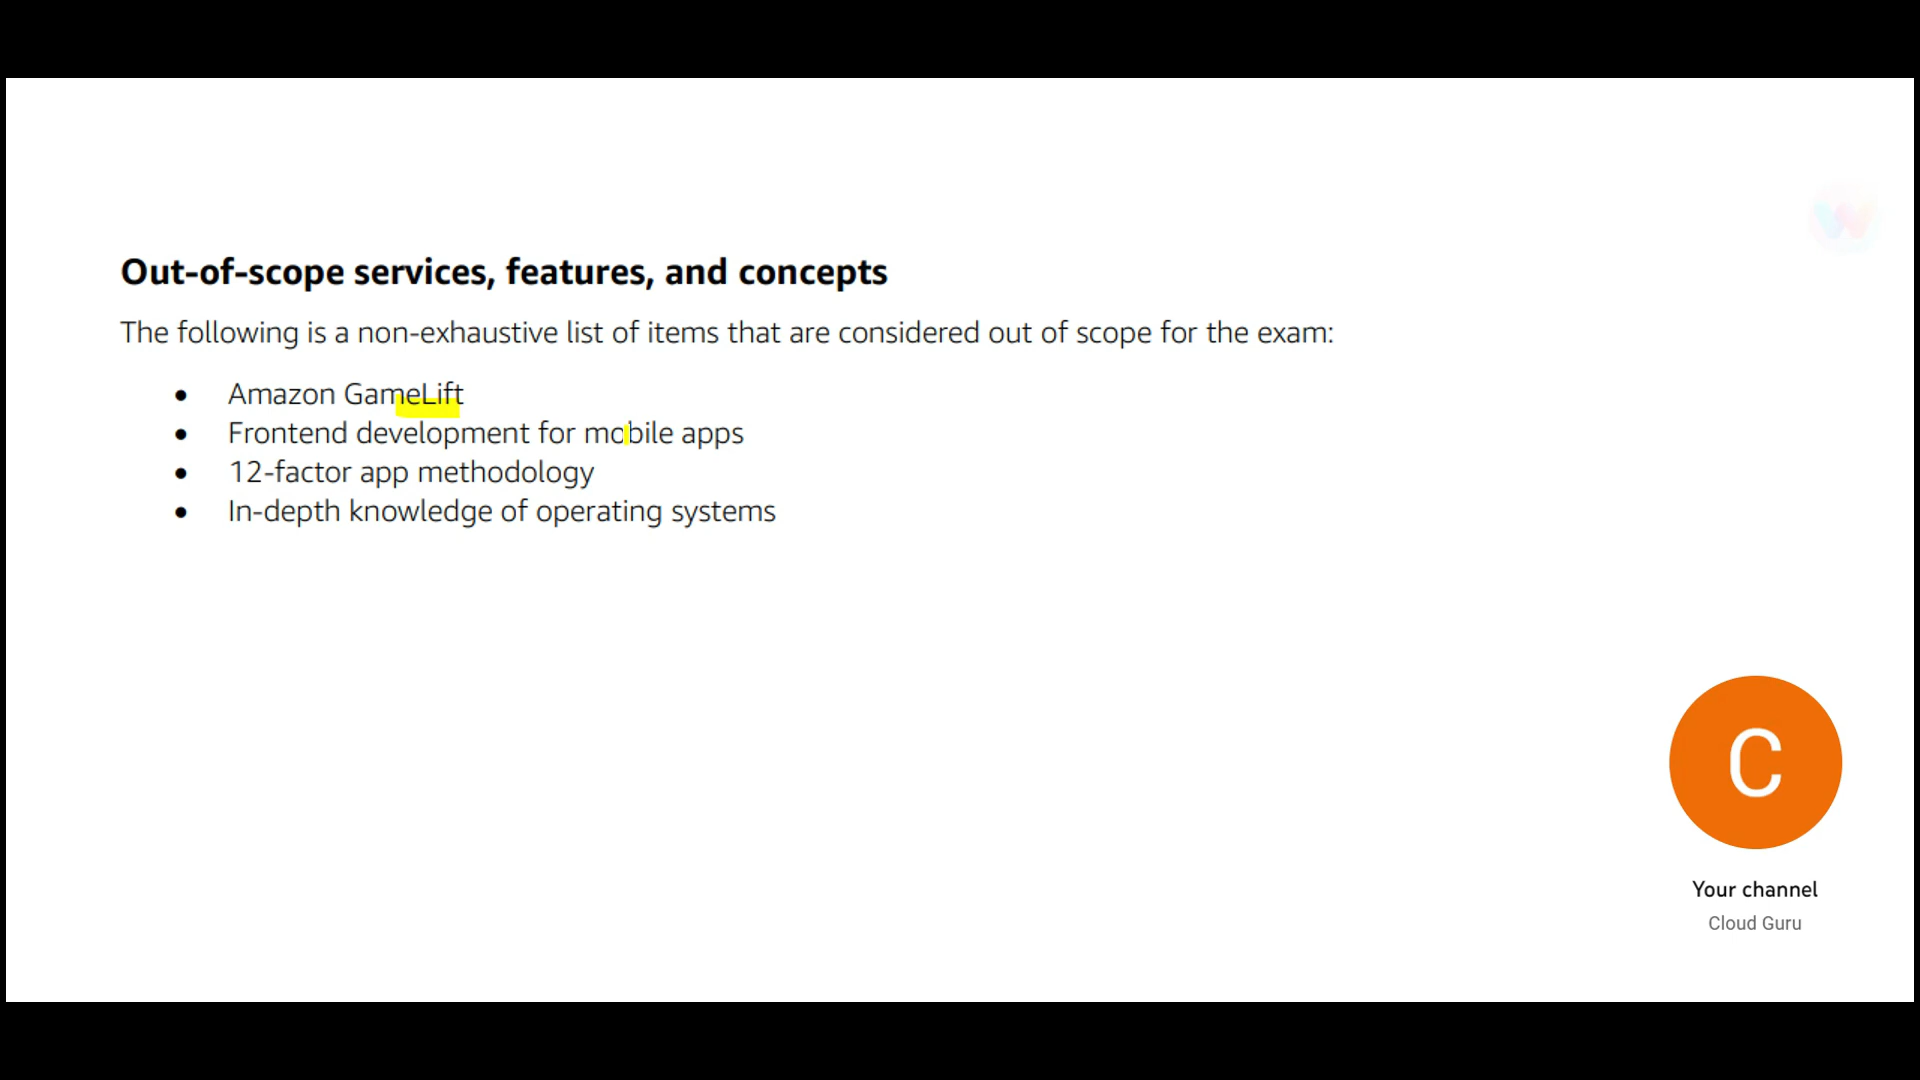 Out-of-scope services, features, and concepts
The following is a non-exhaustive list of items that are considered out of scope for the exam:
• Amazon GameLift
• Frontend development for mobile apps
• 12-factor app methodology
• In-depth knowledge of operating systems
C
Your channel
Cloud Guru